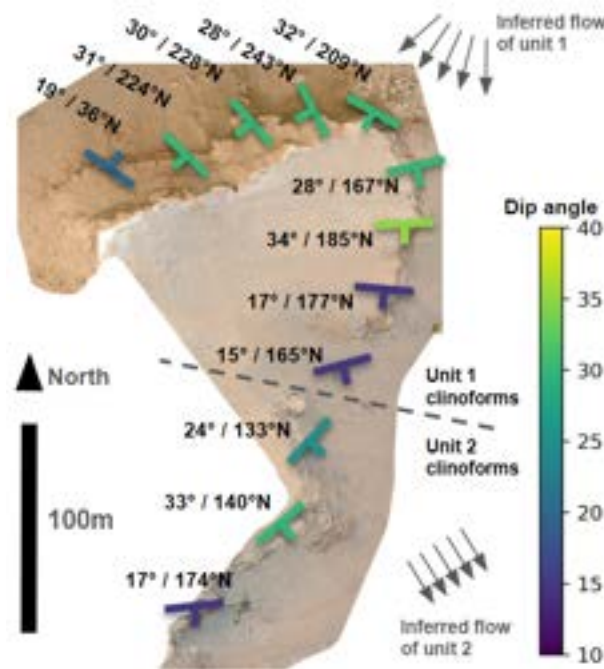 Inferred flow
of unit 1
32° / 209°N
28° / 243°N
30° / 228°N
31° / 224°N
19° / 36°N
28° / 167°N
34° / 185°N
17° / 177°N
15° / 165°N
Dip angle
40
35
30
25
20
15
10
North
Unit 1
clinoforms
Unit 2
clinoforms
24° / 133°N
33° / 140°N
100m
17° / 174°N
Inferred flow
of unit 2